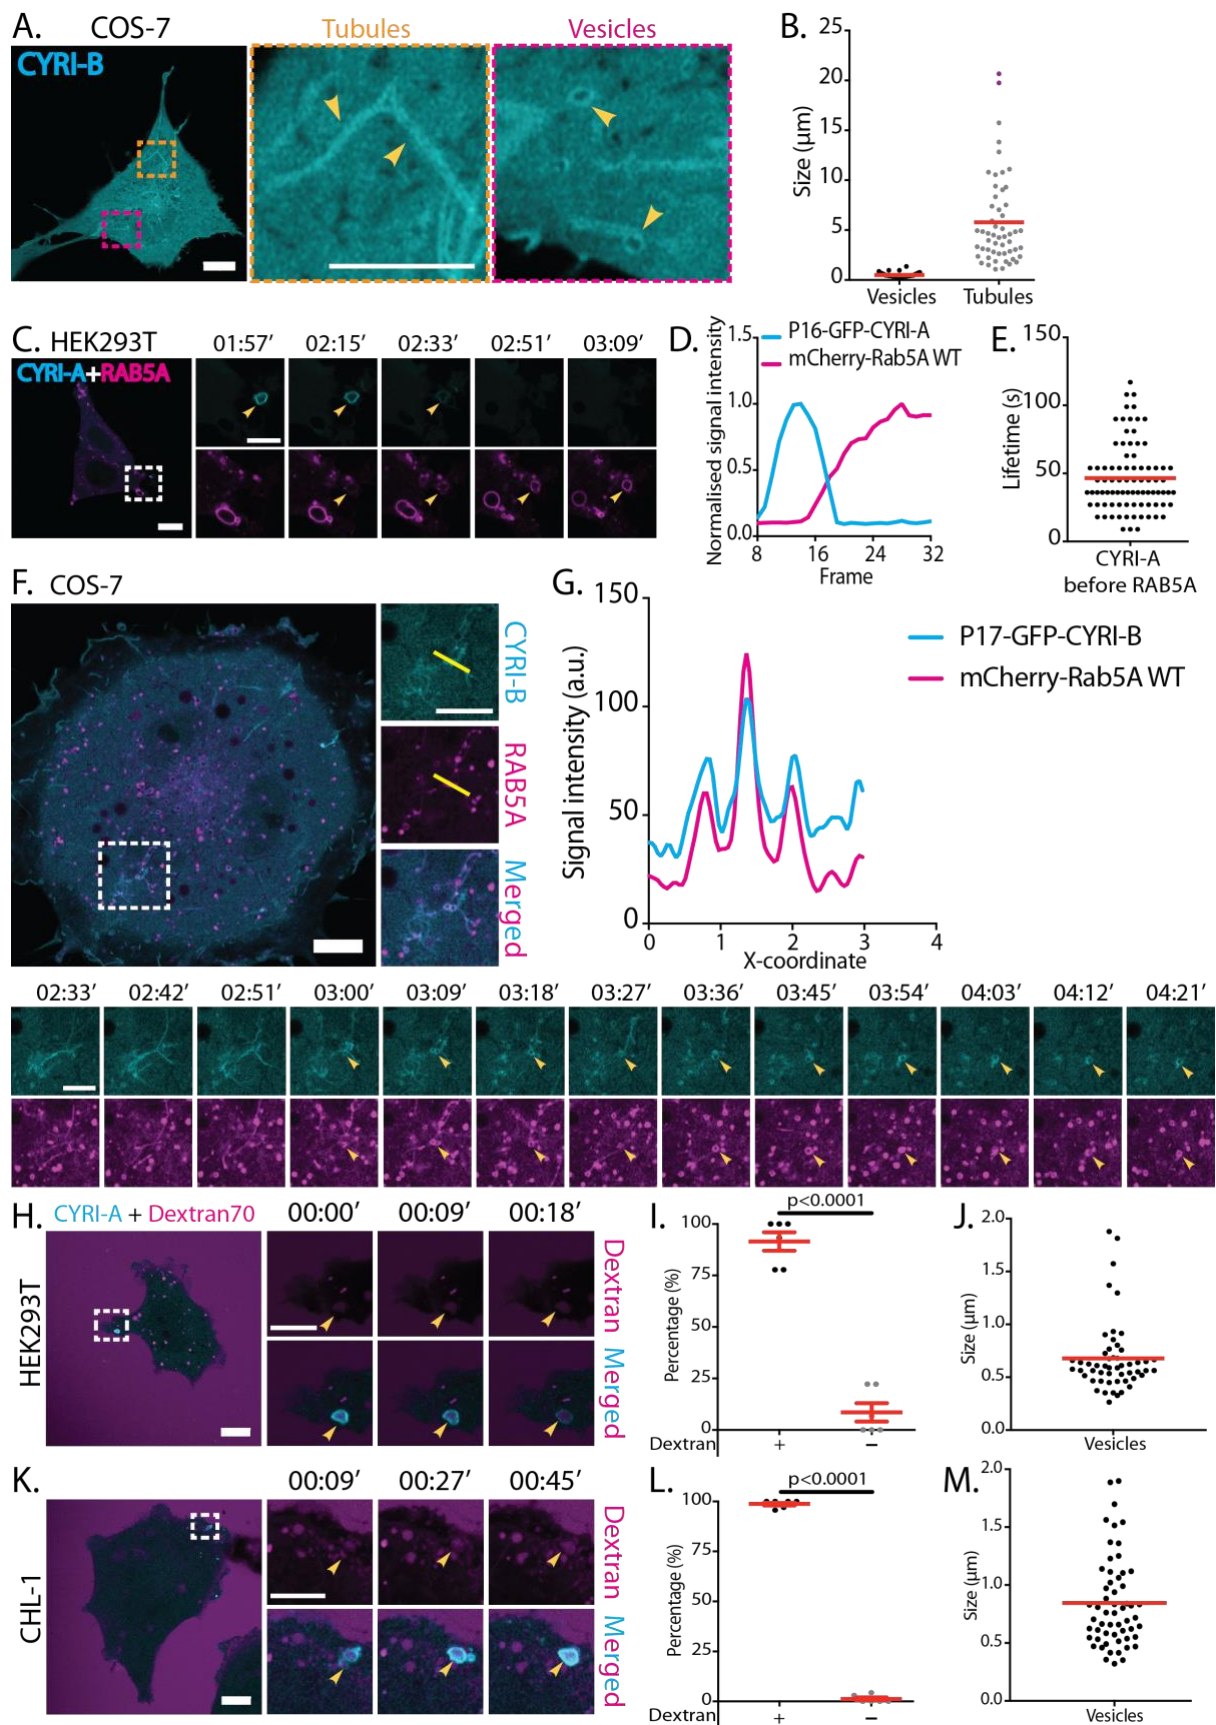 A. COS-7 Tubules Vesicles
CYRI-B
B.
25
20
15
10
5
0
Size (µm)
Vesicles Tubules
C. HEK293T
CYRI-A+RAB5A
01:57′ 02:15′ 02:33′ 02:51′ 03:09′
D.
Normalised signal intensity
1.5
1.0
0.5
0.0
P16-GFP-CYRI-A
mCherry-Rab5A WT
8 16 24 32
Frame
E.
150
100
50
0
Lifetime (s)
CYRI-A
before RAB5A
F. COS-7
CYRI-B
RAB5A
Merged
G.
150
100
50
0
Signal intensity (a.u.)
P17-GFP-CYRI-B
mCherry-Rab5A WT
0 1 2 3 4
X-coordinate
02:33′ 02:42′ 02:51′ 03:00′ 03:09′ 03:18′ 03:27′ 03:36′ 03:45′ 03:54′ 04:03′ 04:12′ 04:21′
H. CYRI-A + Dextran70
HEK293T
00:00′ 00:09′ 00:18′
Dextran
Merged
I.
p<0.0001
100
75
50
25
0
Percentage (%)
Dextran + −
J.
2.0
1.5
1.0
0.5
0.0
Size (µm)
Vesicles
K.
CHL-1
00:09′ 00:27′ 00:45′
Dextran
Merged
L.
p<0.0001
100
75
50
25
0
Percentage (%)
Dextran + −
M.
2.0
1.5
1.0
0.5
0.0
Size (µm)
Vesicles